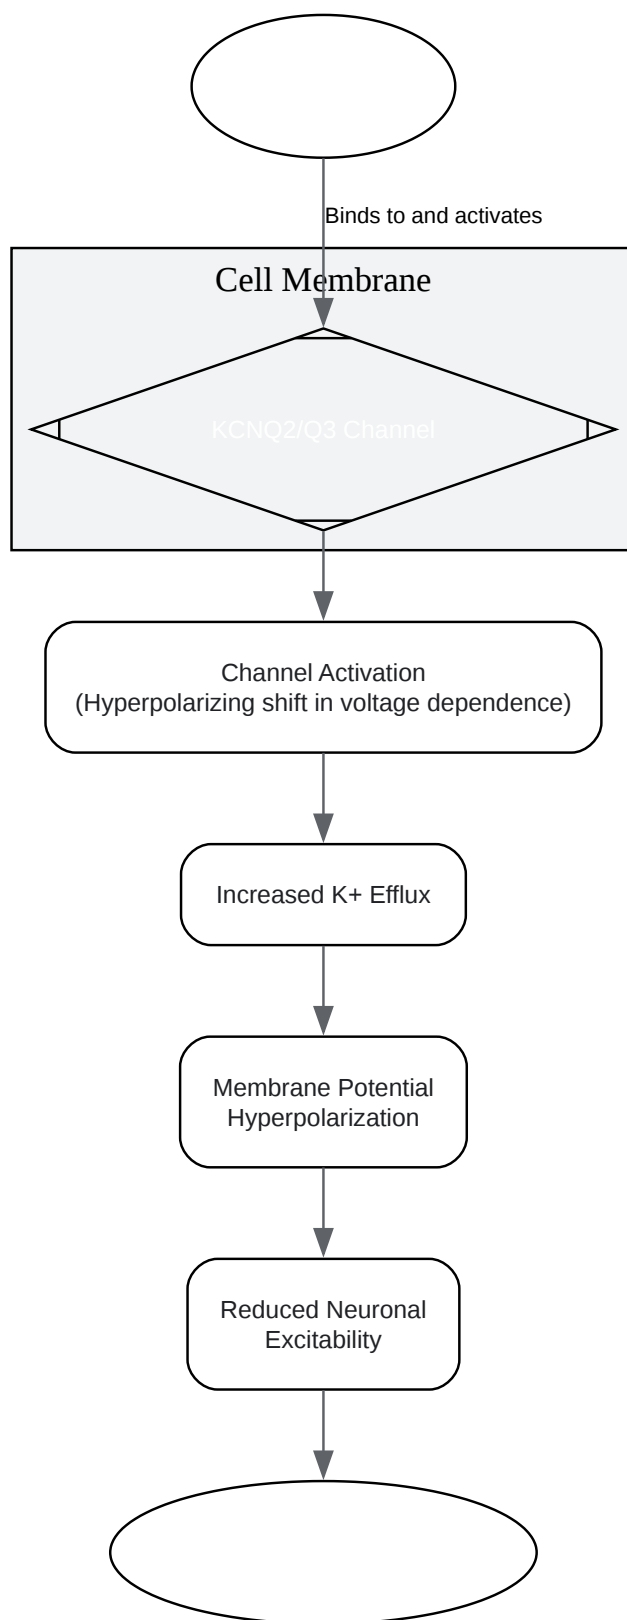 Binds to and activates
Cell Membrane
KCNQ2/Q3 Channel
Channel Activation
(Hyperpolarizing shift in voltage dependence)
Increased K+ Efflux
Membrane Potential
Hyperpolarization
Reduced Neuronal
Excitability